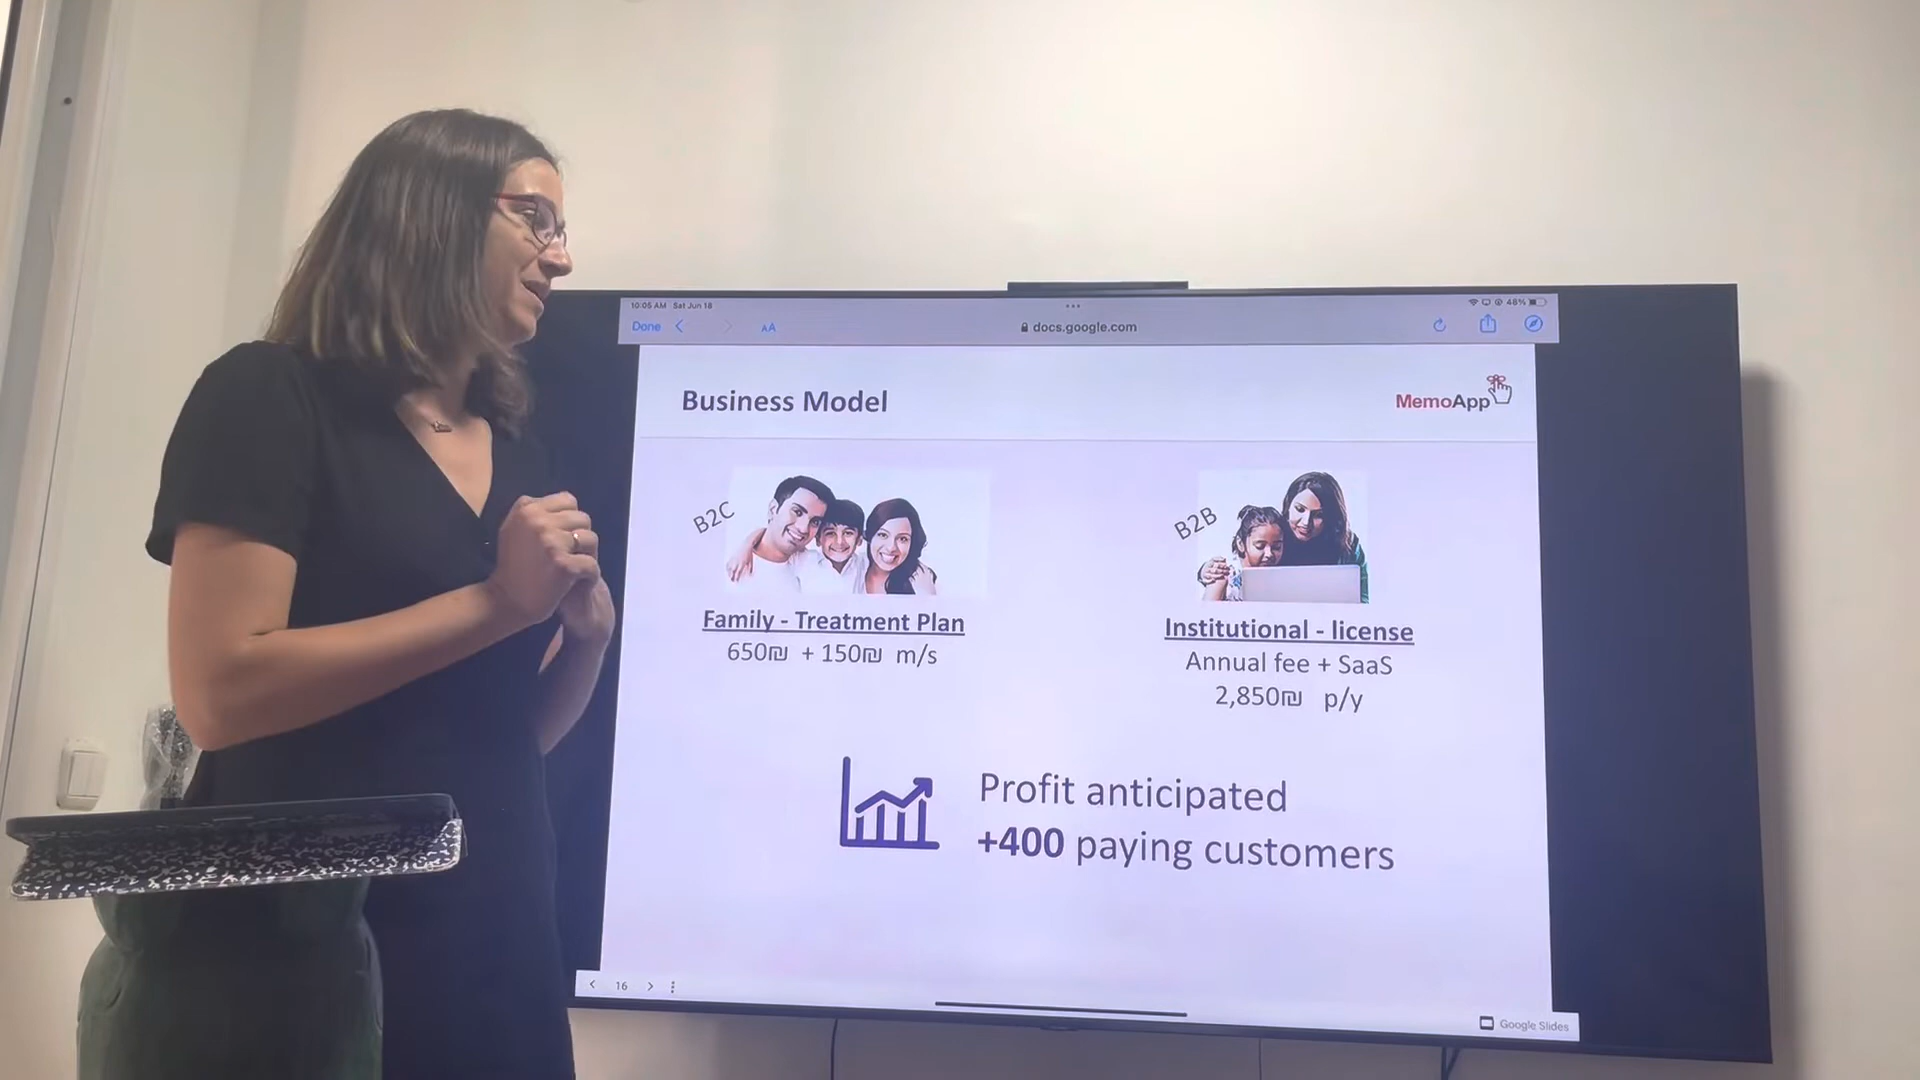 10:05 AM Sat Jun 18
48%
Done
AA
docs.google.com
Business Model
MemoApp
B2C
B2B
Family - Treatment Plan
650₪ + 150₪ m/s
Institutional - license
Annual fee + SaaS
2,850₪ p/y
Profit anticipated
+400 paying customers
16
Google Slides